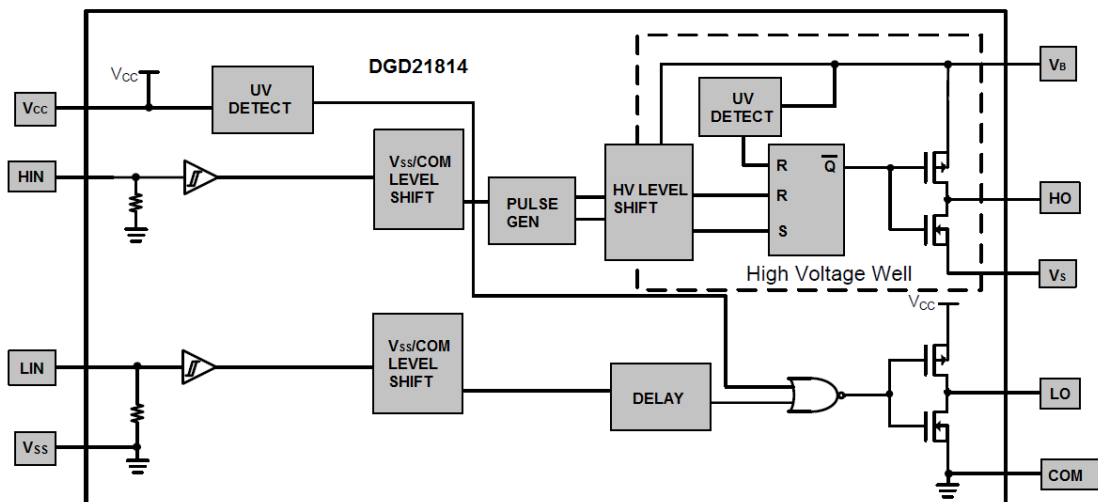 DGD21814
VCC
VCC
UV
DETECT
HIN
VSS/COM
LEVEL
SHIFT
PULSE
GEN
HV LEVEL
SHIFT
UV
DETECT
R
Q
R
S
High Voltage Well
VB
HO
VS
VCC
LIN
VSS/COM
LEVEL
SHIFT
DELAY
LO
VSS
COM